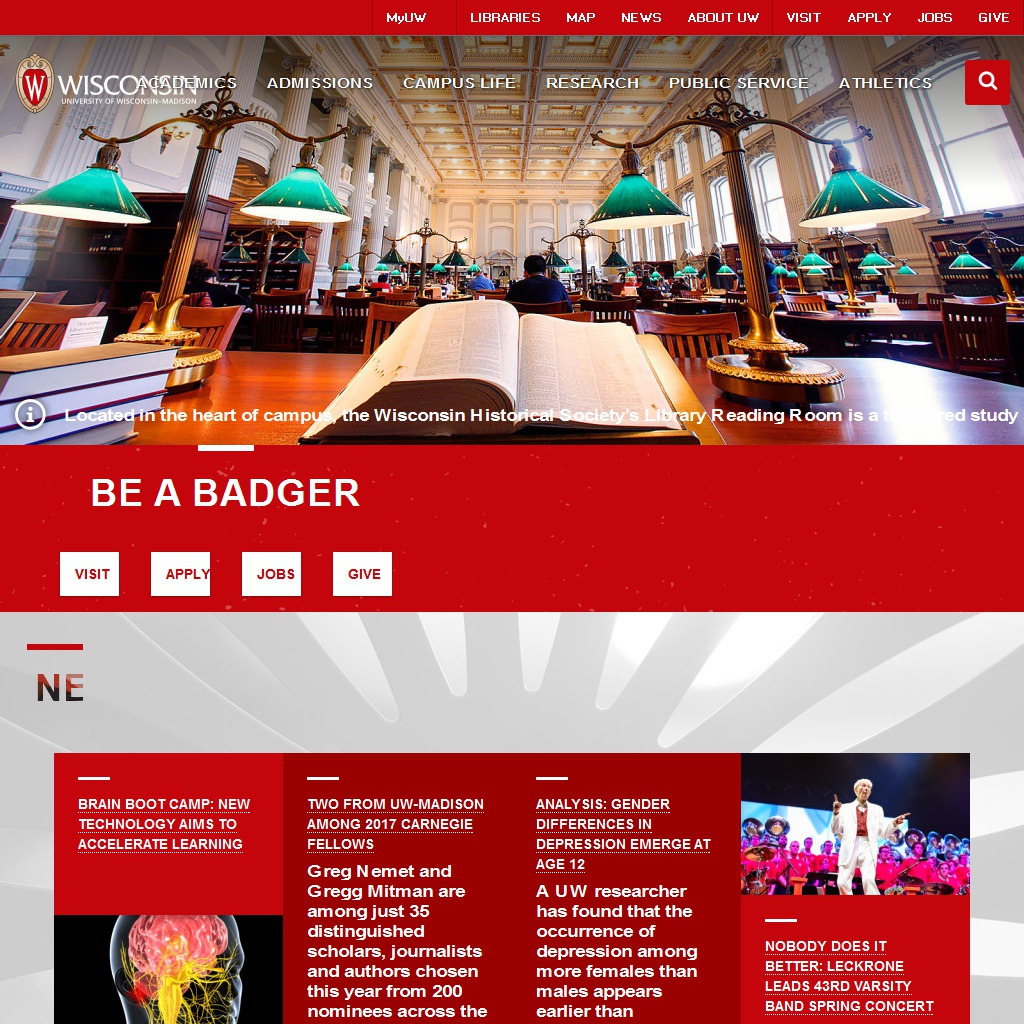 MyUW LIBRARIES MAP NEWS ABOUT UW VISIT APPLY JOBS GIVE
W WISCONSIN ACADEMICS ADMISSIONS CAMPUS LIFE RESEARCH PUBLIC SERVICE ATHLETICS
UNIVERSITY OF WISCONSIN–MADISON
Located in the heart of campus, the Wisconsin Historical Society's Library Reading Room is a treasured study
BE A BADGER
VISIT APPLY JOBS GIVE
NE
BRAIN BOOT CAMP: NEW
TECHNOLOGY AIMS TO
ACCELERATE LEARNING
TWO FROM UW-MADISON
AMONG 2017 CARNEGIE
FELLOWS
Greg Nemet and
Gregg Mitman are
among just 35
distinguished
scholars, journalists
and authors chosen
this year from 200
nominees across the
ANALYSIS: GENDER
DIFFERENCES IN
DEPRESSION EMERGE AT
AGE 12
A UW researcher
has found that the
occurrence of
depression among
more females than
males appears
earlier than
NOBODY DOES IT
BETTER: LECKRONE
LEADS 43RD VARSITY
BAND SPRING CONCERT